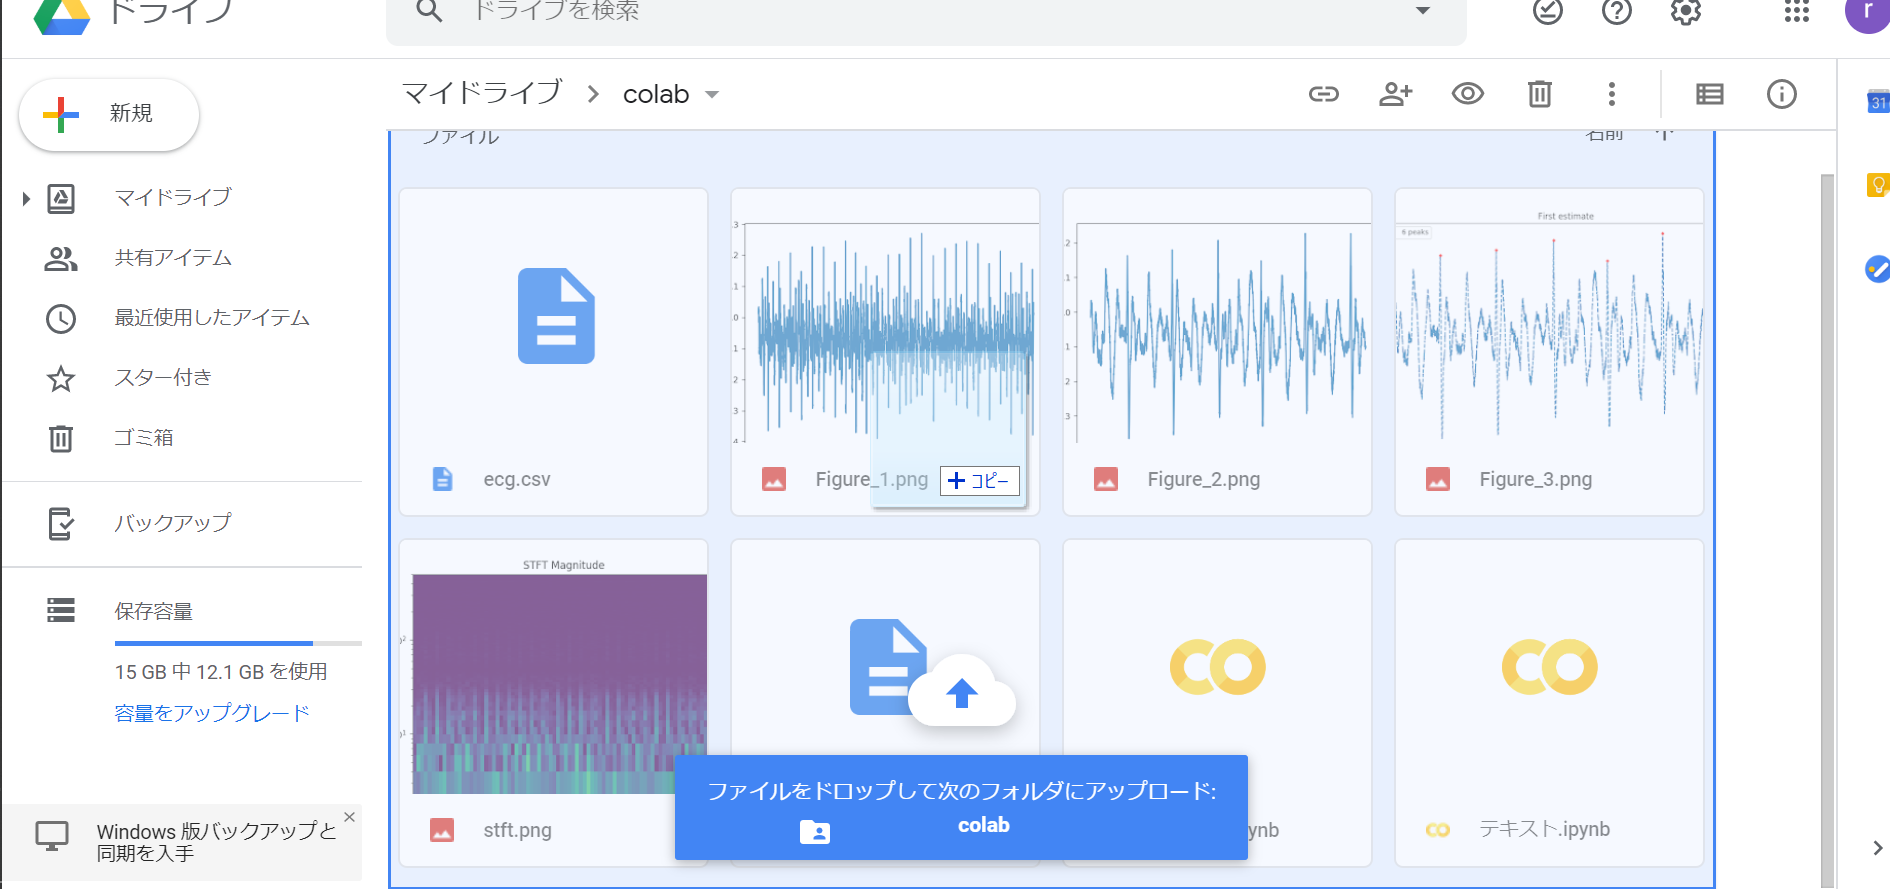 ドライブ
ドライブを検索
r
新規
マイドライブ
共有アイテム
最近使用したアイテム
スター付き
ゴミ箱
バックアップ
保存容量
15 GB 中 12.1 GB を使用
容量をアップグレード
Windows 版バックアップと
同期を入手
マイドライブ
colab
ファイル
名前
31
ecg.csv
Figure_1.png
コピー
Figure_2.png
First estimate
6 peaks
Figure_3.png
STFT Magnitude
stft.png
ynb
テキスト.ipynb
ファイルをドロップして次のフォルダにアップロード:
colab